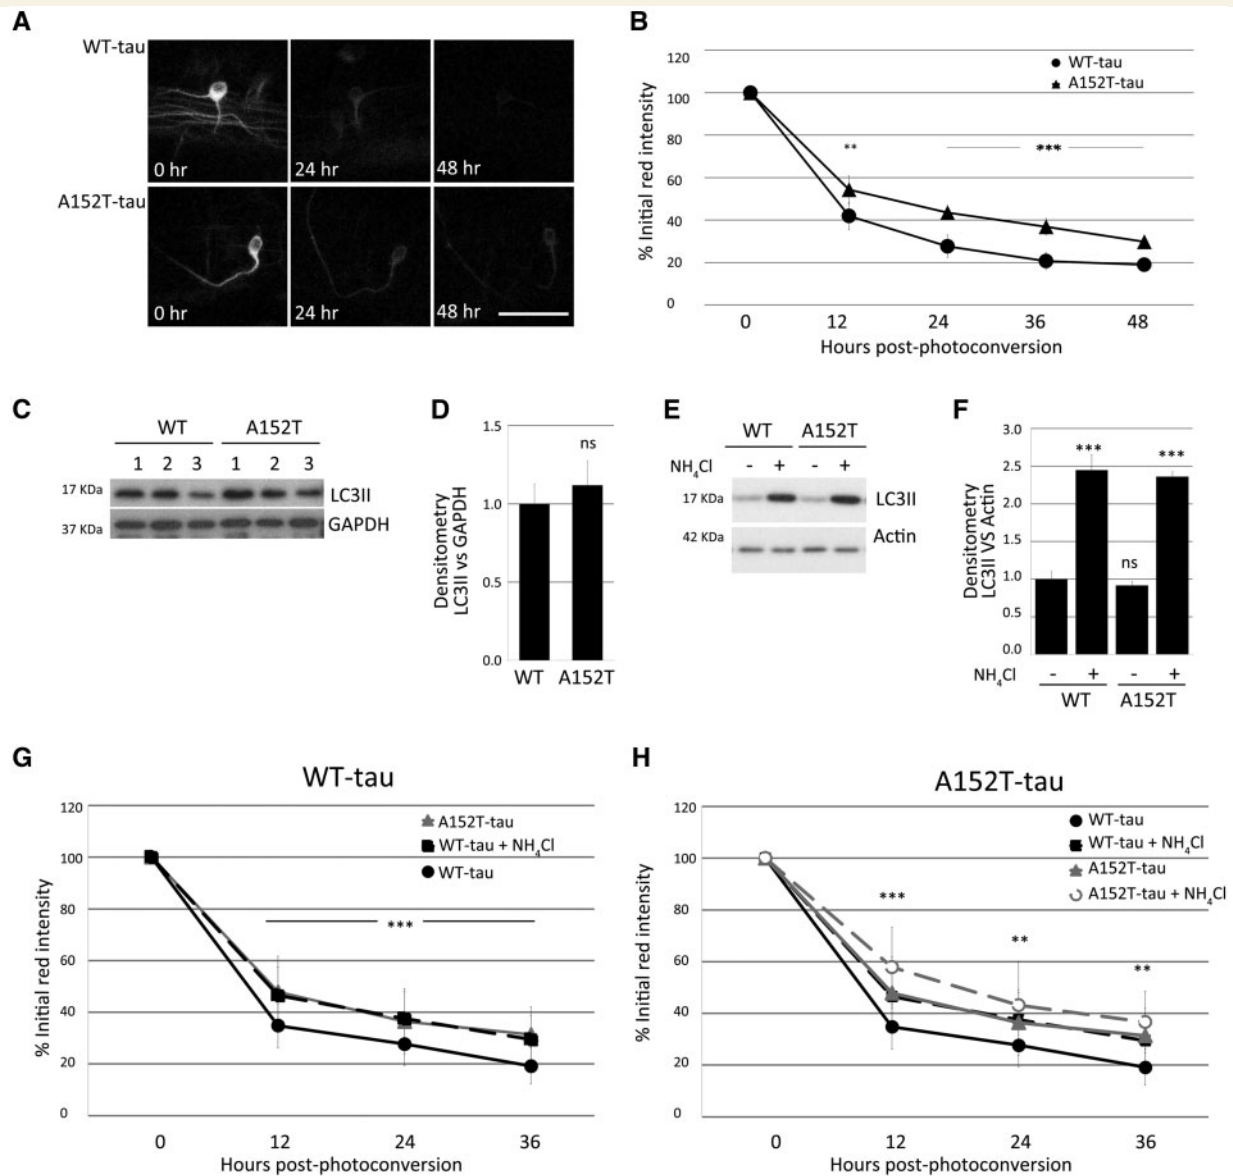 A
WT-tau
0 hr
24 hr
48 hr
A152T-tau
0 hr
24 hr
48 hr
B
120
100
80
60
40
20
0
% Initial red intensity
WT-tau
A152T-tau
**
***
0
12
24
36
48
Hours post-photoconversion
C
WT
A152T
1 2 3 1 2 3
17 KDa
LC3II
37 KDa
GAPDH
D
Densitometry
LC3II vs GAPDH
1.5
1.0
0.5
0.0
ns
WT
A152T
E
WT
A152T
NH4Cl - + - +
17 KDa
LC3II
42 KDa
Actin
F
Densitometry
LC3II VS Actin
3.0
2.5
2.0
1.5
1.0
0.5
0.0
***
ns
***
NH4Cl - + - +
WT
A152T
G
WT-tau
120
100
80
60
40
20
0
% Initial red intensity
A152T-tau
WT-tau + NH4Cl
WT-tau
***
0
12
24
36
Hours post-photoconversion
H
A152T-tau
120
100
80
60
40
20
0
% Initial red intensity
WT-tau
WT-tau + NH4Cl
A152T-tau
A152T-tau + NH4Cl
***
**
**
0
12
24
36
Hours post-photoconversion